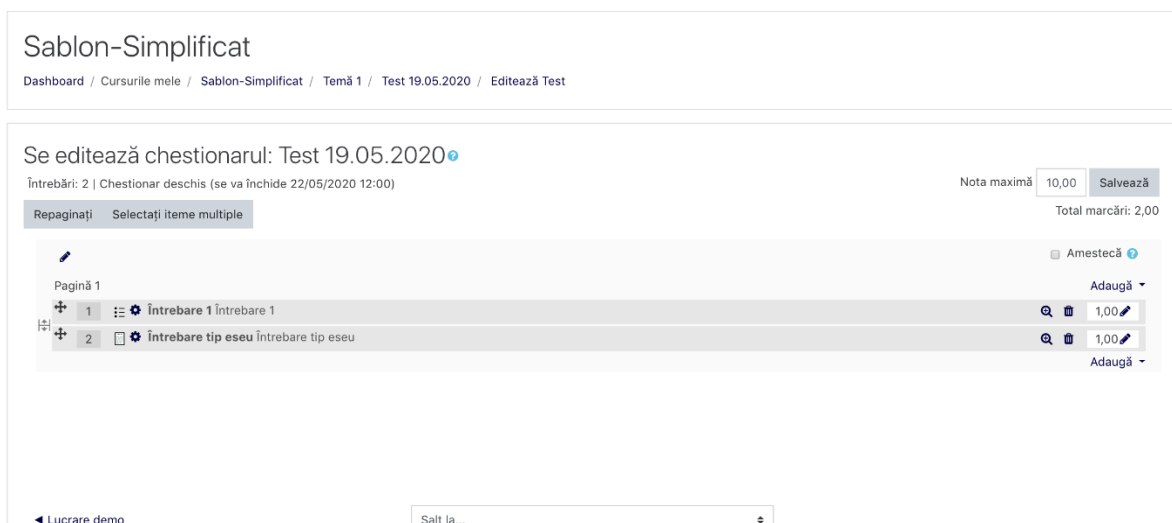 Sablon-Simplificat
Dashboard / Cursurile mele / Sablon-Simplificat / Temă 1 / Test 19.05.2020 / Editează Test
Se editează chestionarul: Test 19.05.2020
Întrebări: 2 | Chestionar deschis (se va închide 22/05/2020 12:00)
Nota maximă 10,00 Salvează
Repaginați Selectați iteme multiple
Total marcări: 2,00
Amestecă
Pagină 1
Adaugă
1 Întrebare 1 Întrebare 1 1,00
2 Întrebare tip eseu Întrebare tip eseu 1,00
Adaugă
◄ Lucrare demo
Salt la...